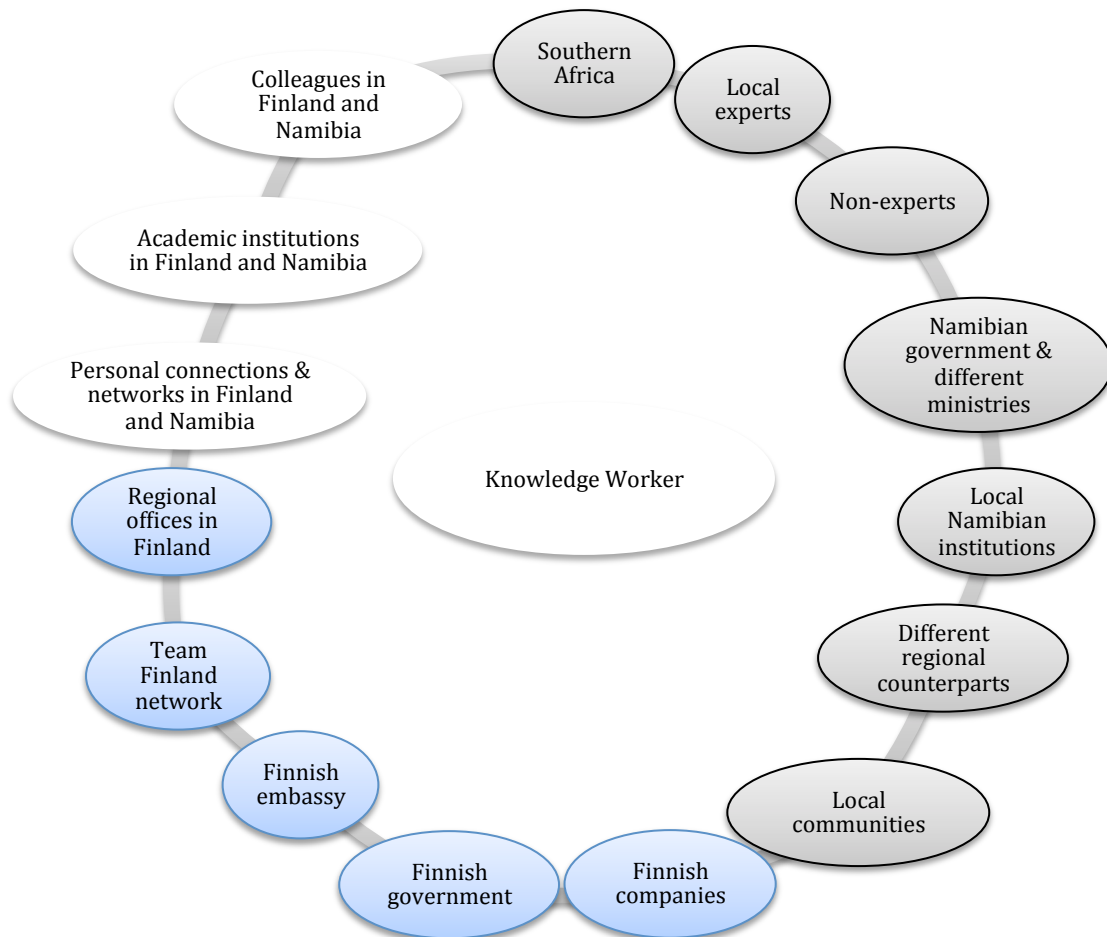 Southern
Africa
Local
experts
Non-experts
Namibian
government &
different
ministries
Local
Namibian
institutions
Different
regional
counterparts
Local
communities
Finnish
companies
Finnish
government
Finnish
embassy
Team
Finland
network
Regional
offices in
Finland
Personal connections &
networks in Finland
and Namibia
Academic institutions
in Finland and Namibia
Colleagues in
Finland and
Namibia
Knowledge Worker